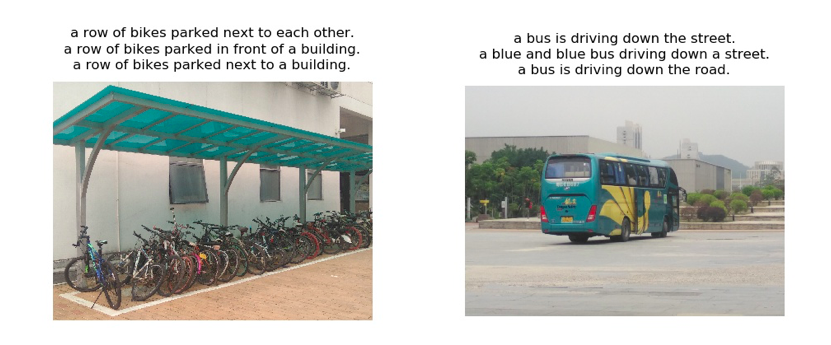 a row of bikes parked next to each other.
a row of bikes parked in front of a building.
a row of bikes parked next to a building.
a bus is driving down the street.
a blue and blue bus driving down a street.
a bus is driving down the road.